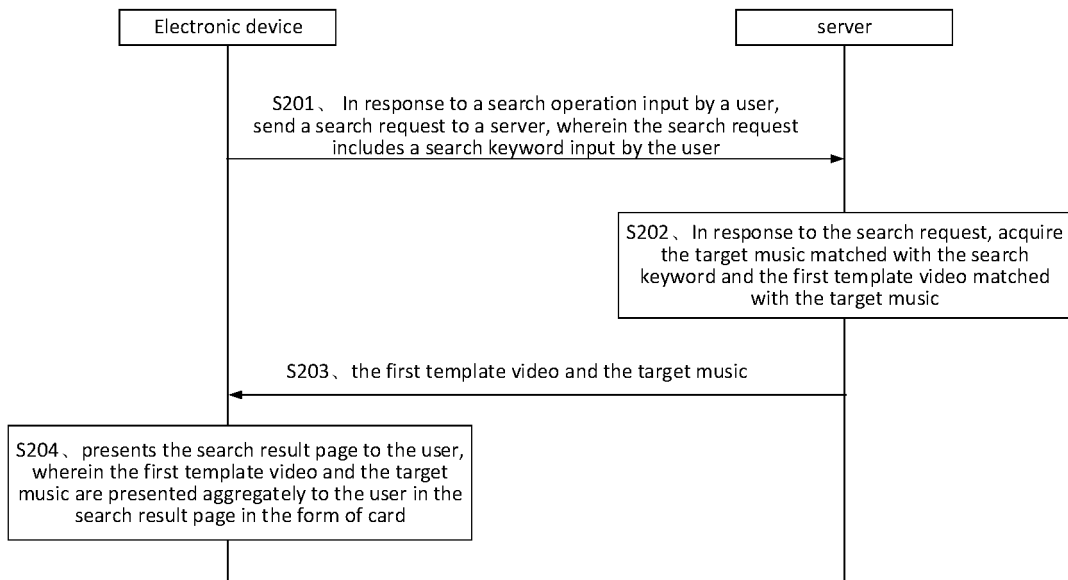 Electronic device
server
S201、 In response to a search operation input by a user,
send a search request to a server, wherein the search request
includes a search keyword input by the user
S202、In response to the search request, acquire
the target music matched with the search
keyword and the first template video matched
with the target music
S203、the first template video and the target music
S204、presents the search result page to the user,
wherein the first template video and the target
music are presented aggregately to the user in the
search result page in the form of card